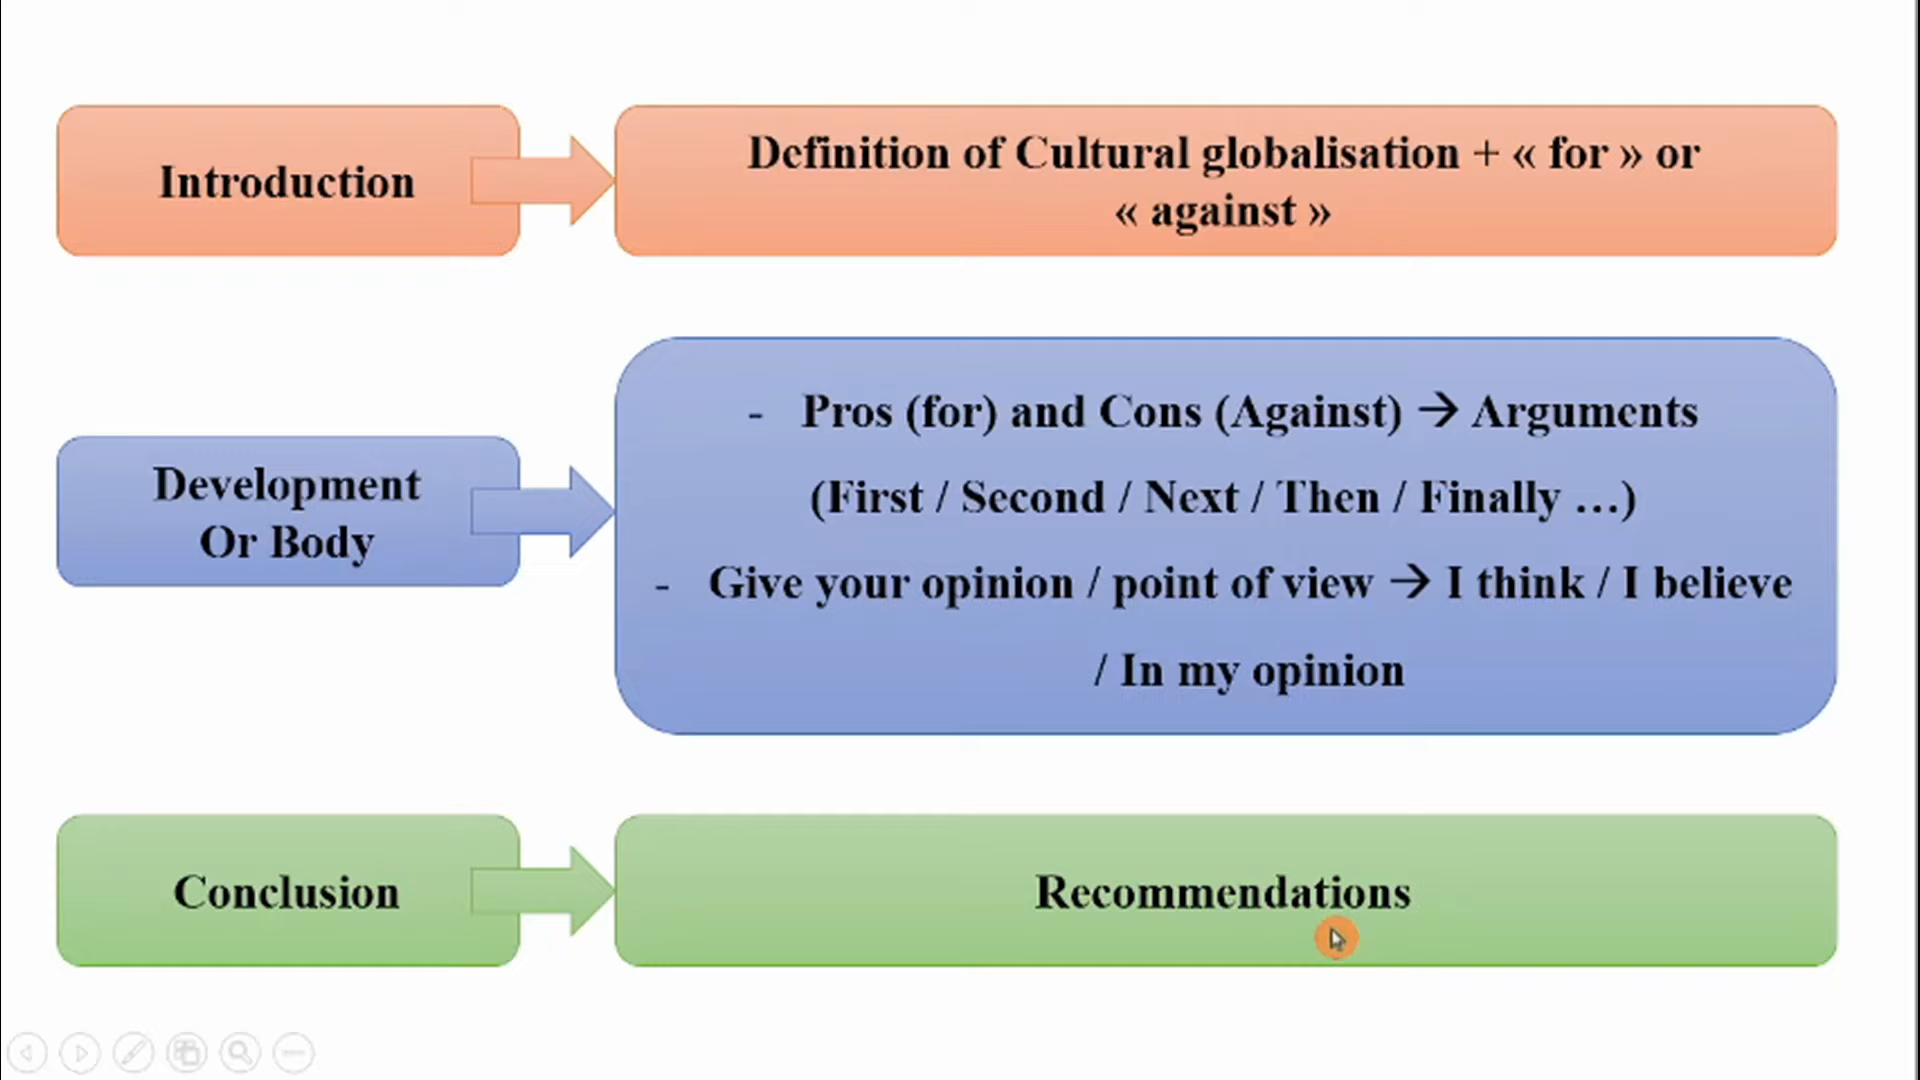 Introduction
Definition of Cultural globalisation + « for » or
« against »
Development
Or Body
- Pros (for) and Cons (Against) → Arguments
(First / Second / Next / Then / Finally ...)
- Give your opinion / point of view → I think / I believe
/ In my opinion
Conclusion
Recommendations